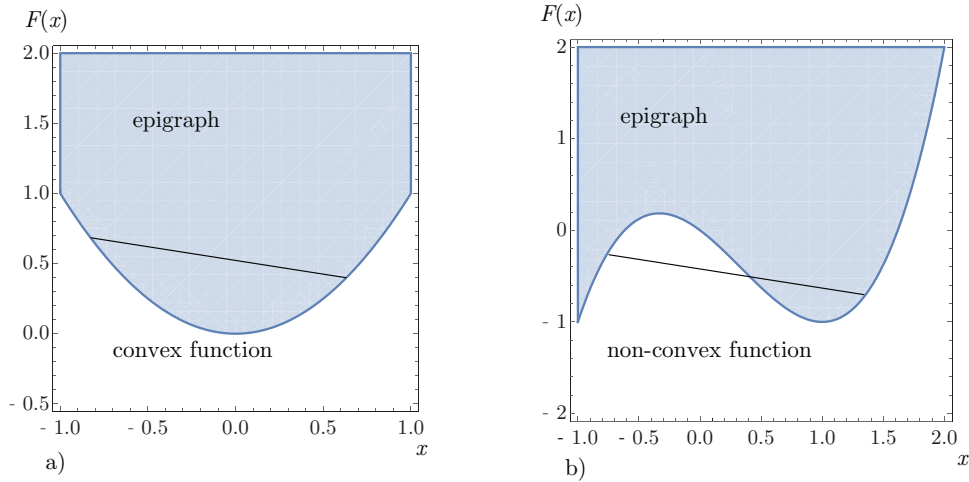 F(x)
2.0
1.5
1.0
0.5
0.0
- 0.5
epigraph
convex function
- 1.0 - 0.5 0.0 0.5 1.0
x
a)
F(x)
2
1
0
- 1
- 2
epigraph
non-convex function
- 1.0 - 0.5 0.0 0.5 1.0 1.5 2.0
x
b)